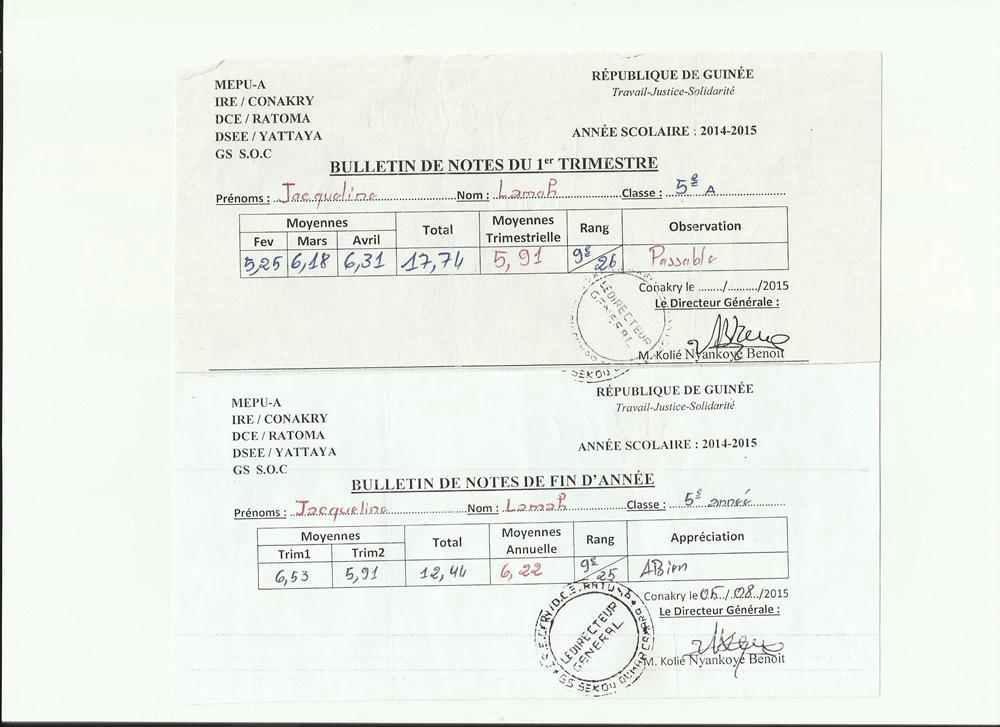 MEPU-A
IRE / CONAKRY
DCE / RATOMA
DSEE / YATTAYA
GS S.O.C
RÉPUBLIQUE DE GUINÉE
Travail-Justice-Solidarité
ANNÉE SCOLAIRE : 2014-2015
BULLETIN DE NOTES DU 1er TRIMESTRE
Prénoms : Jacqueline Nom : Lamah Classe : 5e A
Moyennes Total Moyennes Trimestrielle Rang Observation
Fev Mars Avril
5,25 6,18 6,31 17,74 5,91 9e/26 Passable
Conakry le ......../........../2015
Le Directeur Générale :
LE DIRECTEUR GENERAL
SEKOU
M. Kolié Nyankoye Benoit
MEPU-A
IRE / CONAKRY
DCE / RATOMA
DSEE / YATTAYA
GS S.O.C
RÉPUBLIQUE DE GUINÉE
Travail-Justice-Solidarité
ANNÉE SCOLAIRE : 2014-2015
BULLETIN DE NOTES DE FIN D'ANNÉE
Prénoms : Jacqueline Nom : Lamah Classe : 5e année
Moyennes Total Moyennes Annuelle Rang Appréciation
Trim1 Trim2
6,53 5,91 12,44 6,22 9e/25 ABien
Conakry le 05/08/2015
Le Directeur Générale :
LE DIRECTEUR GENERAL
GS SEKOU
M. Kolié Nyankoye Benoit